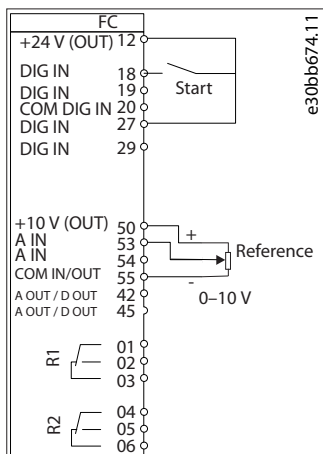 FC
+24 V (OUT) 12
DIG IN 18
DIG IN 19
COM DIG IN 20
DIG IN 27
DIG IN 29
Start
e30bb674.11
+10 V (OUT) 50
A IN 53
A IN 54
COM IN/OUT 55
A OUT / D OUT 42
A OUT / D OUT 45
+
Reference
-
0–10 V
R1
01
02
03
R2
04
05
06